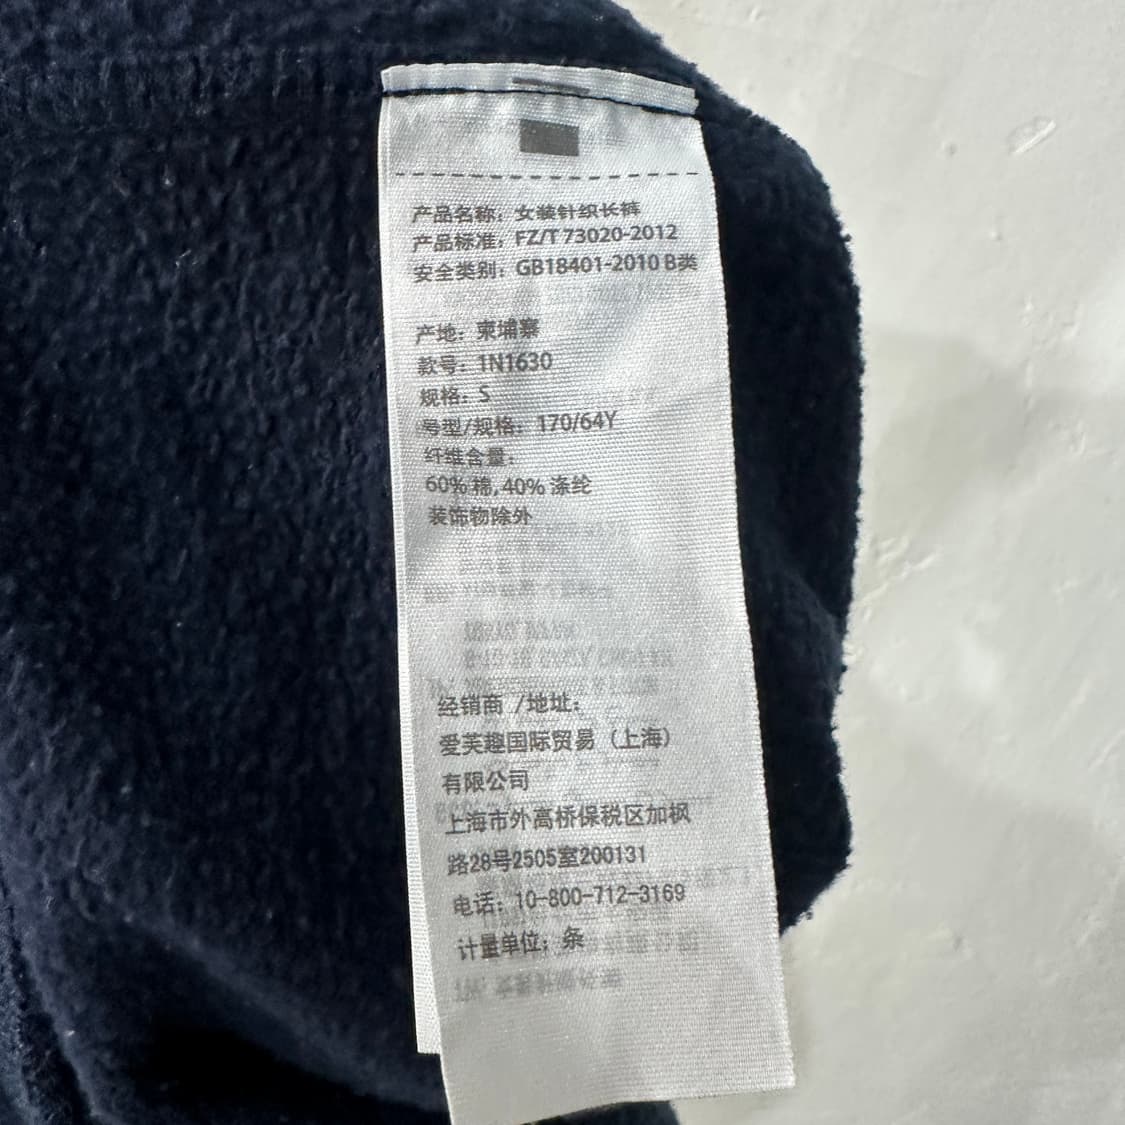 产品名称：女装针织长裤
产品标准：FZ/T 73020-2012
安全类别：GB18401-2010 B类
产地：柬埔寨
款号：1N1630
规格：S
号型/规格：170/64Y
纤维含量：
60% 棉, 40% 涤纶
装饰物除外
经销商 /地址：
爱芙趣国际贸易（上海）
有限公司
上海市外高桥保税区加枫
路28号2505室200131
电话：10-800-712-3169
计量单位：条